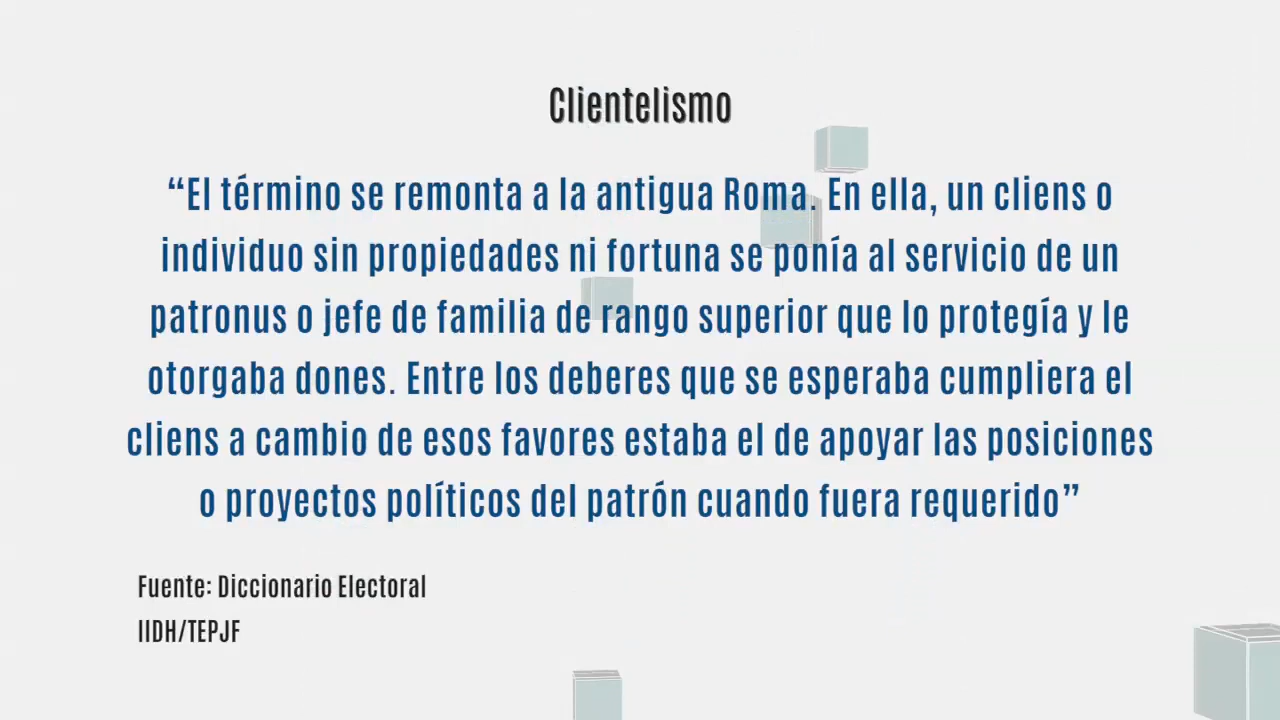 Clientelismo
“El término se remonta a la antigua Roma. En ella, un cliens o
individuo sin propiedades ni fortuna se ponía al servicio de un
patronus o jefe de familia de rango superior que lo protegía y le
otorgaba dones. Entre los deberes que se esperaba cumpliera el
cliens a cambio de esos favores estaba el de apoyar las posiciones
o proyectos políticos del patrón cuando fuera requerido”
Fuente: Diccionario Electoral
IIDH/TEPJF